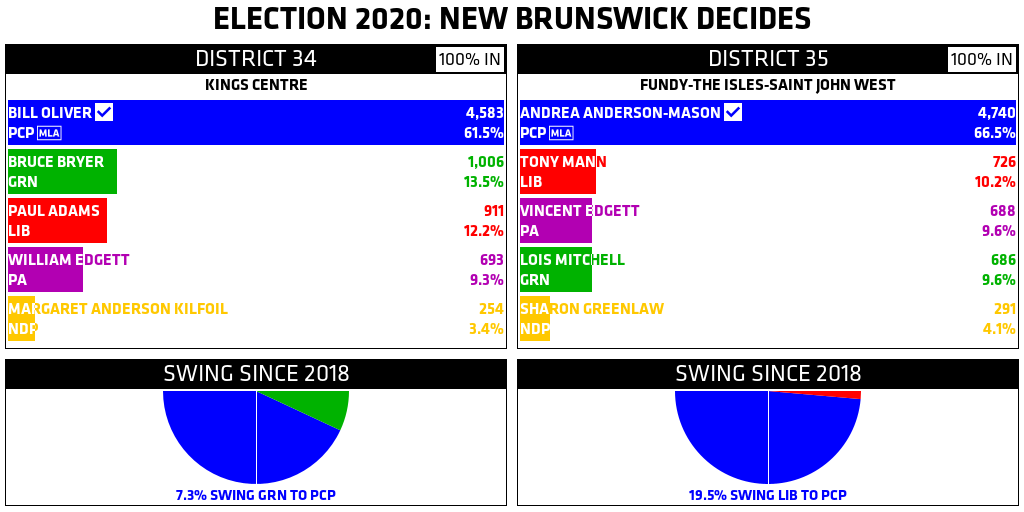 ELECTION 2020: NEW BRUNSWICK DECIDES
DISTRICT 34 100% IN
KINGS CENTRE
BILL OLIVER 4,583
PCP MLA 61.5%
BRUCE BRYER 1,006
GRN 13.5%
PAUL ADAMS 911
LIB 12.2%
WILLIAM EDGETT 693
PA 9.3%
MARGARET ANDERSON KILFOIL 254
NDP 3.4%
SWING SINCE 2018
7.3% SWING GRN TO PCP
DISTRICT 35 100% IN
FUNDY-THE ISLES-SAINT JOHN WEST
ANDREA ANDERSON-MASON 4,740
PCP MLA 66.5%
TONY MANN 726
LIB 10.2%
VINCENT EDGETT 688
PA 9.6%
LOIS MITCHELL 686
GRN 9.6%
SHARON GREENLAW 291
NDP 4.1%
SWING SINCE 2018
19.5% SWING LIB TO PCP